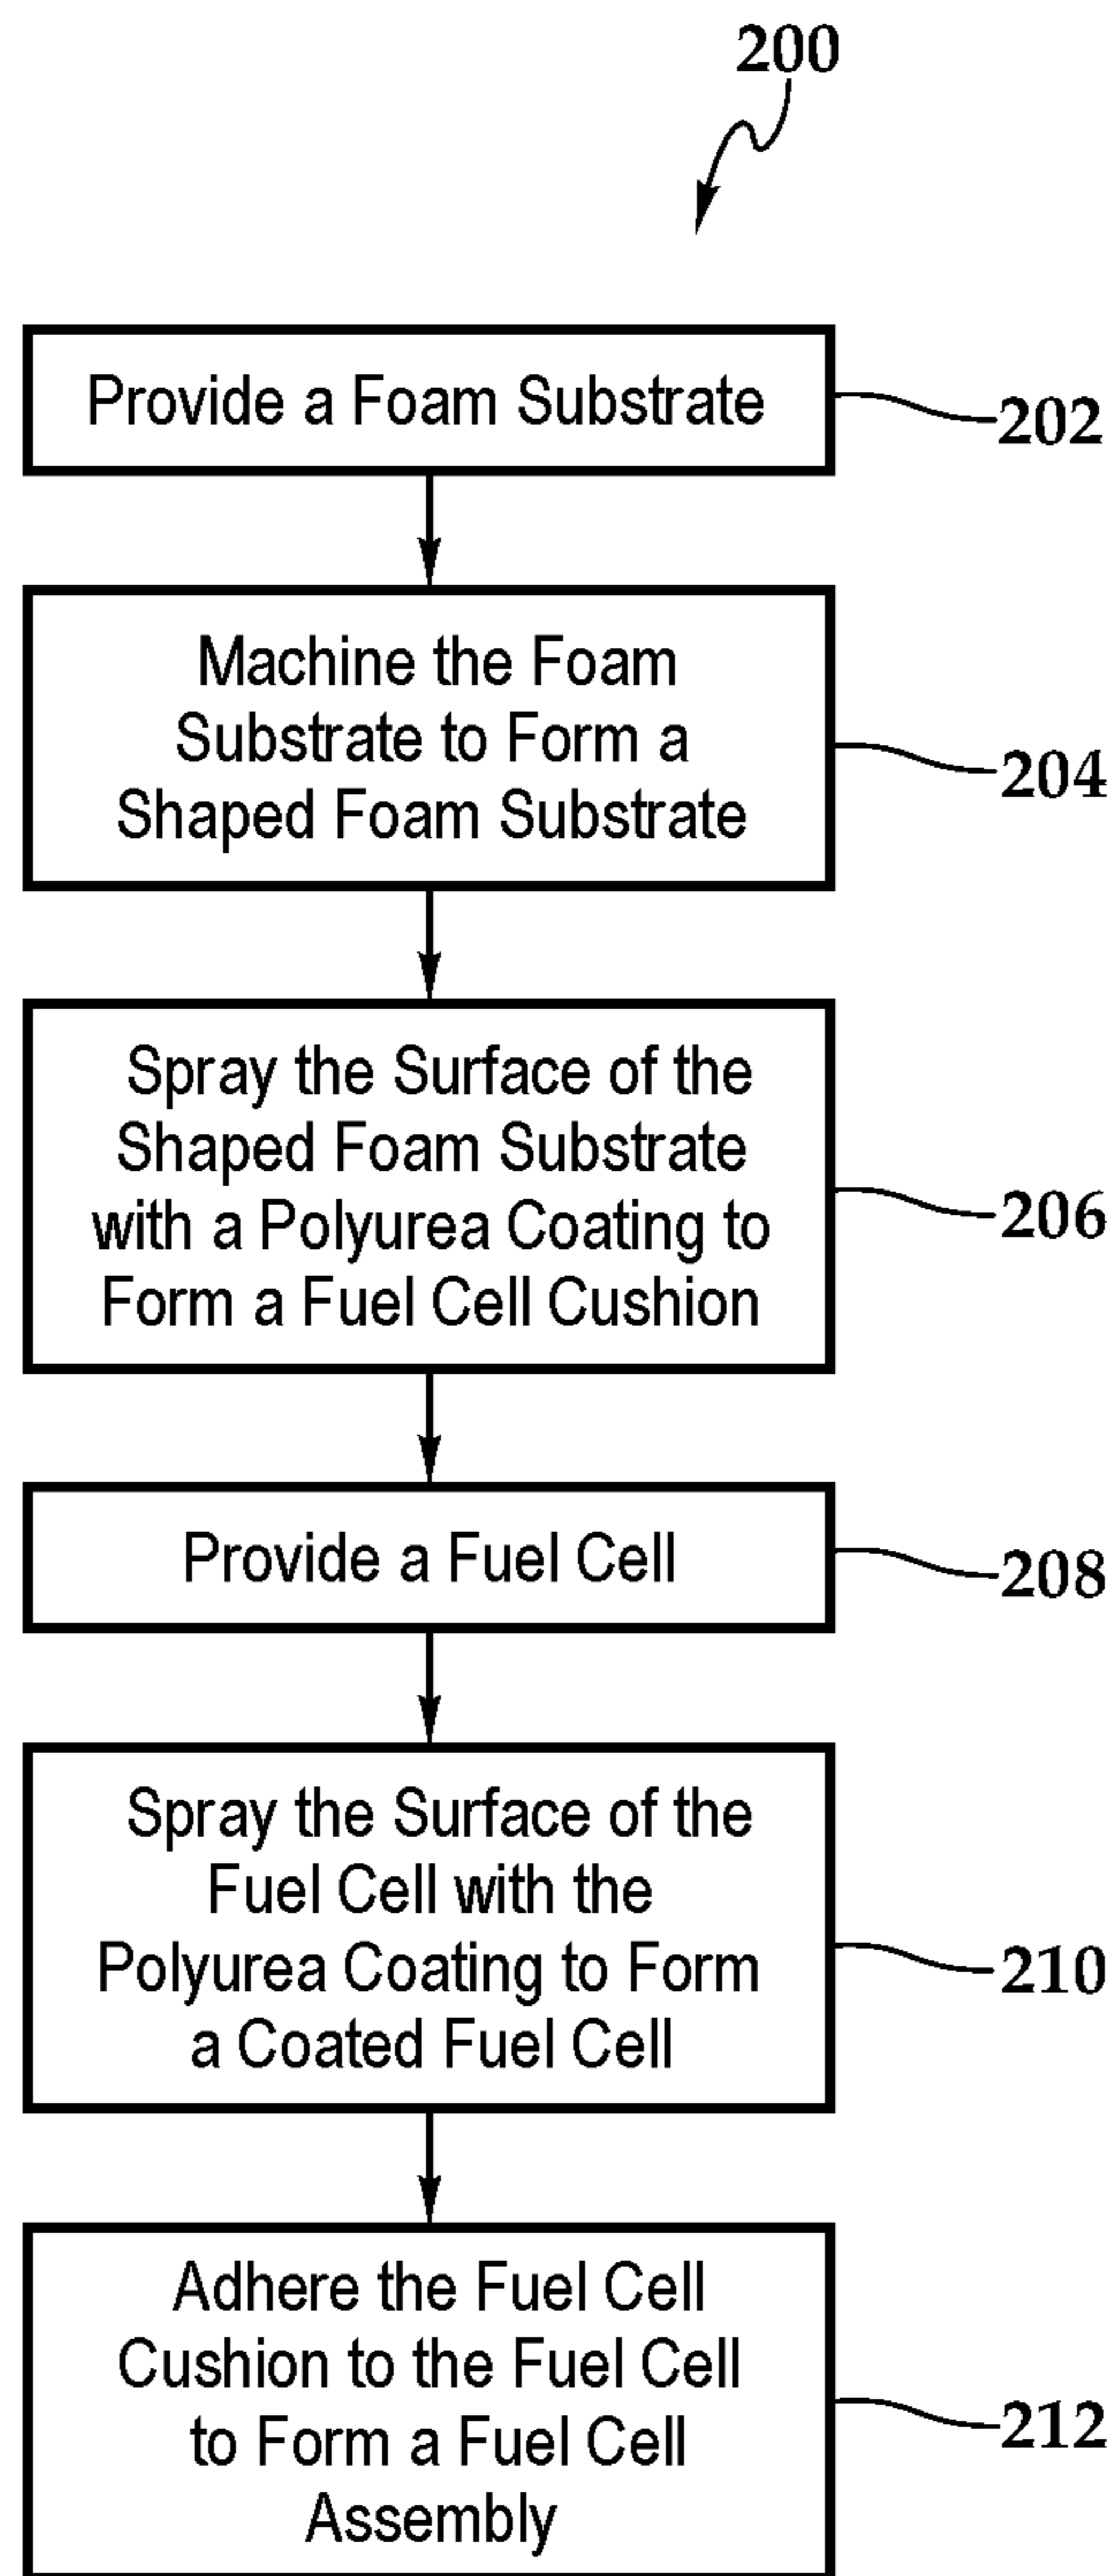 200
Provide a Foam Substrate
202
Machine the Foam
Substrate to Form a
Shaped Foam Substrate
204
Spray the Surface of the
Shaped Foam Substrate
with a Polyurea Coating to
Form a Fuel Cell Cushion
206
Provide a Fuel Cell
208
Spray the Surface of the
Fuel Cell with the
Polyurea Coating to Form
a Coated Fuel Cell
210
Adhere the Fuel Cell
Cushion to the Fuel Cell
to Form a Fuel Cell
Assembly
212